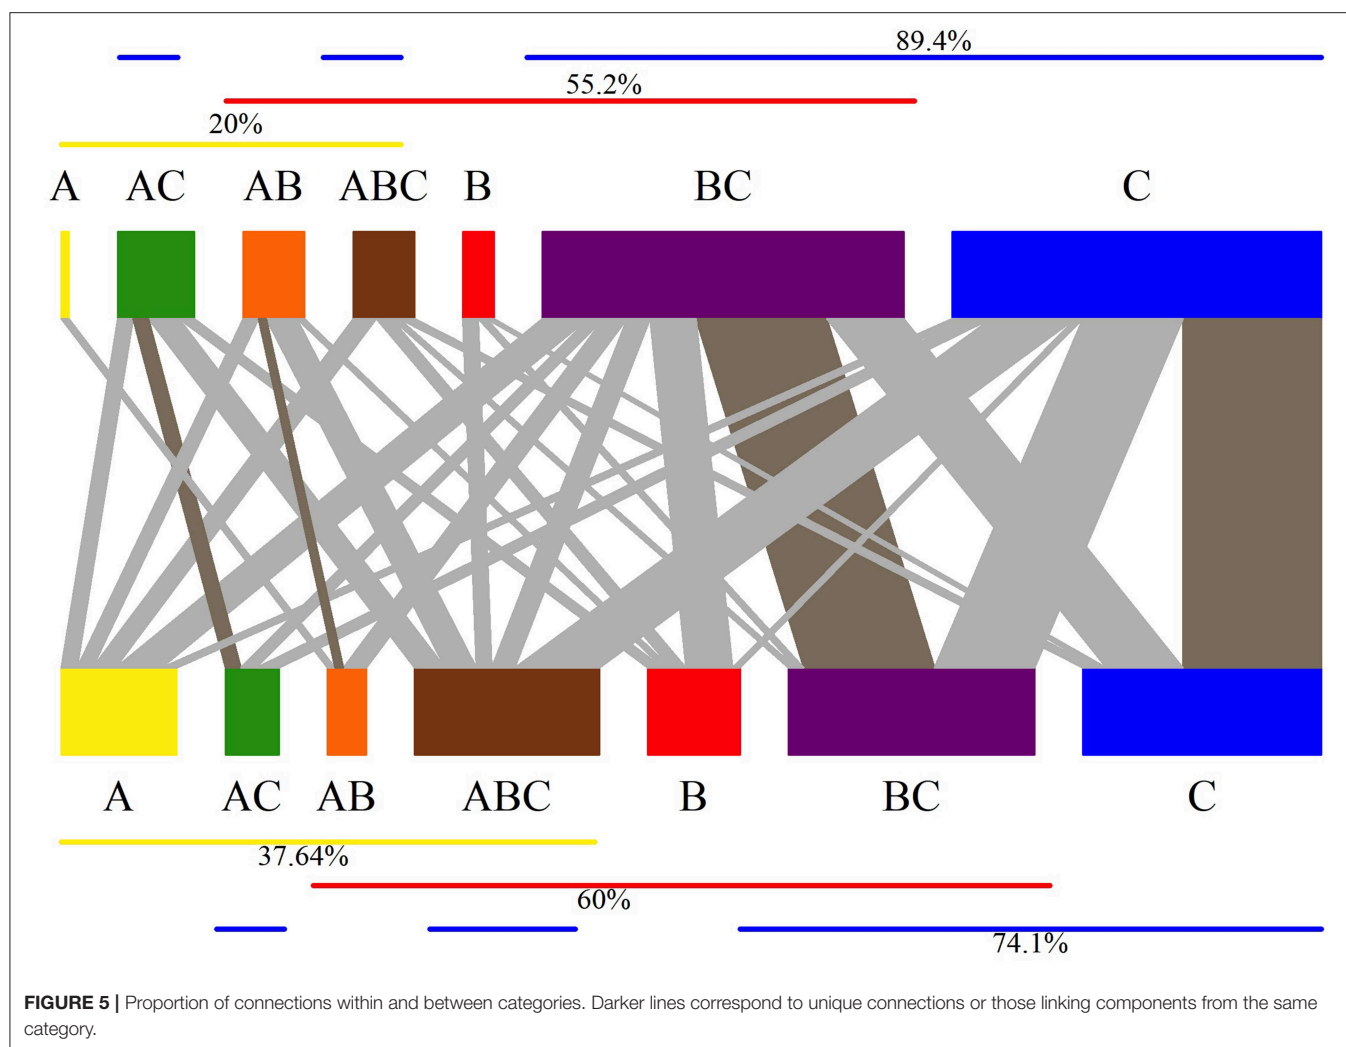 89.4%
55.2%
20%
A AC AB ABC B BC C
A AC AB ABC B BC C
37.64%
60%
74.1%
FIGURE 5 | Proportion of connections within and between categories. Darker lines correspond to unique connections or those linking components from the same
category.